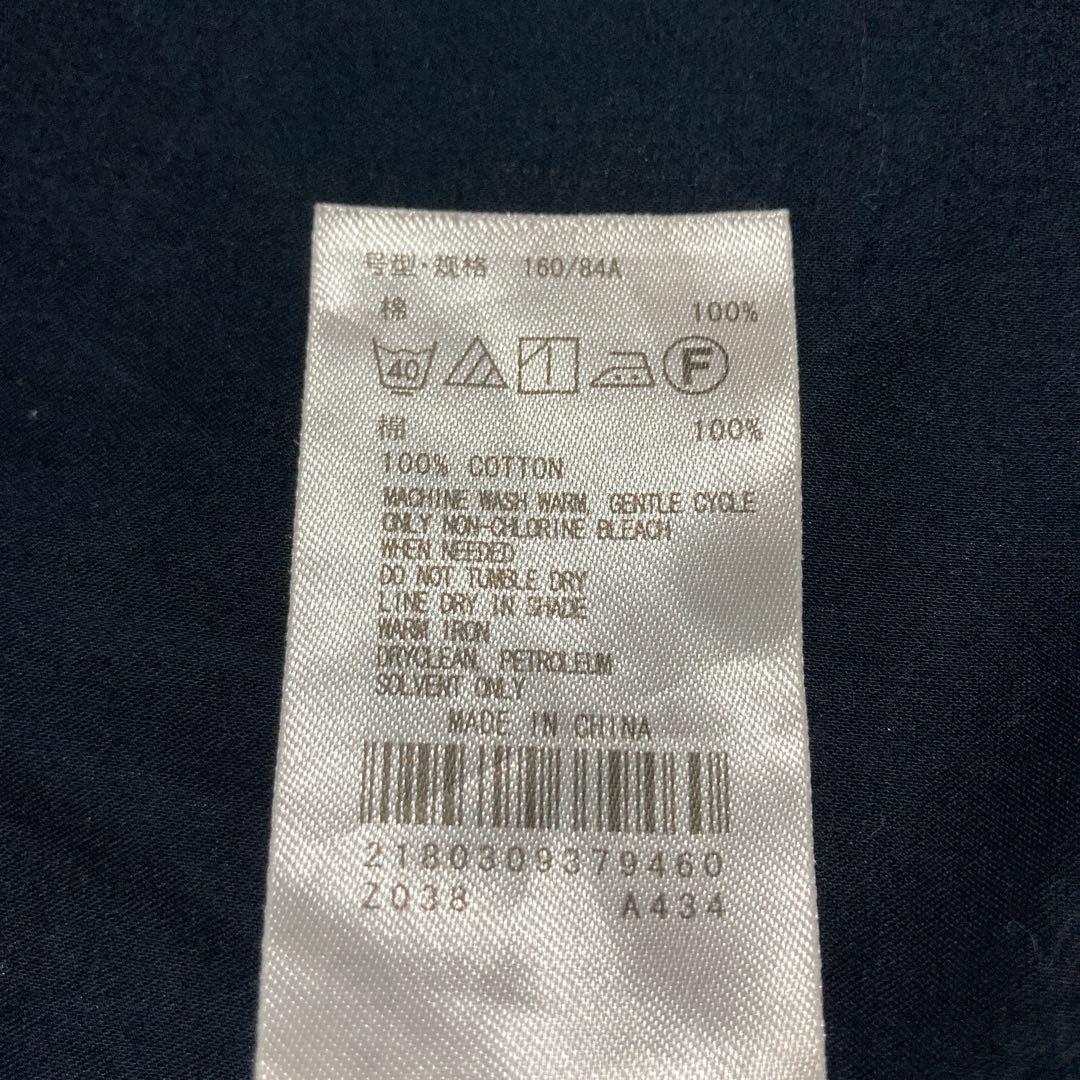 号型·规格 160/84A
棉 100%
40 F
棉 100%
100% COTTON
MACHINE WASH WARM, GENTLE CYCLE
ONLY NON-CHLORINE BLEACH
WHEN NEEDED
DO NOT TUMBLE DRY
LINE DRY IN SHADE
WARM IRON
DRYCLEAN, PETROLEUM
SOLVENT ONLY
MADE IN CHINA
2180309379460
Z038 A434